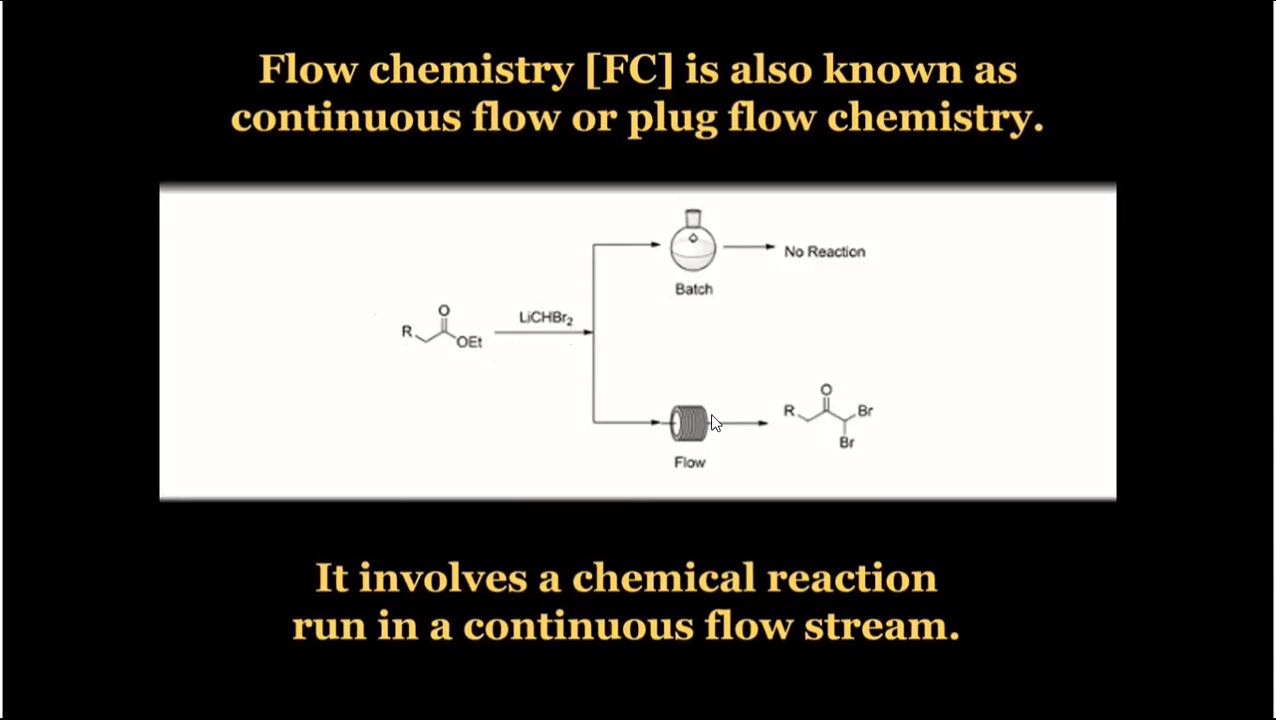 Flow chemistry [FC] is also known as
continuous flow or plug flow chemistry.
No Reaction
Batch
LiCHBr₂
O
R
OEt
O
R
Br
Br
Flow
It involves a chemical reaction
run in a continuous flow stream.